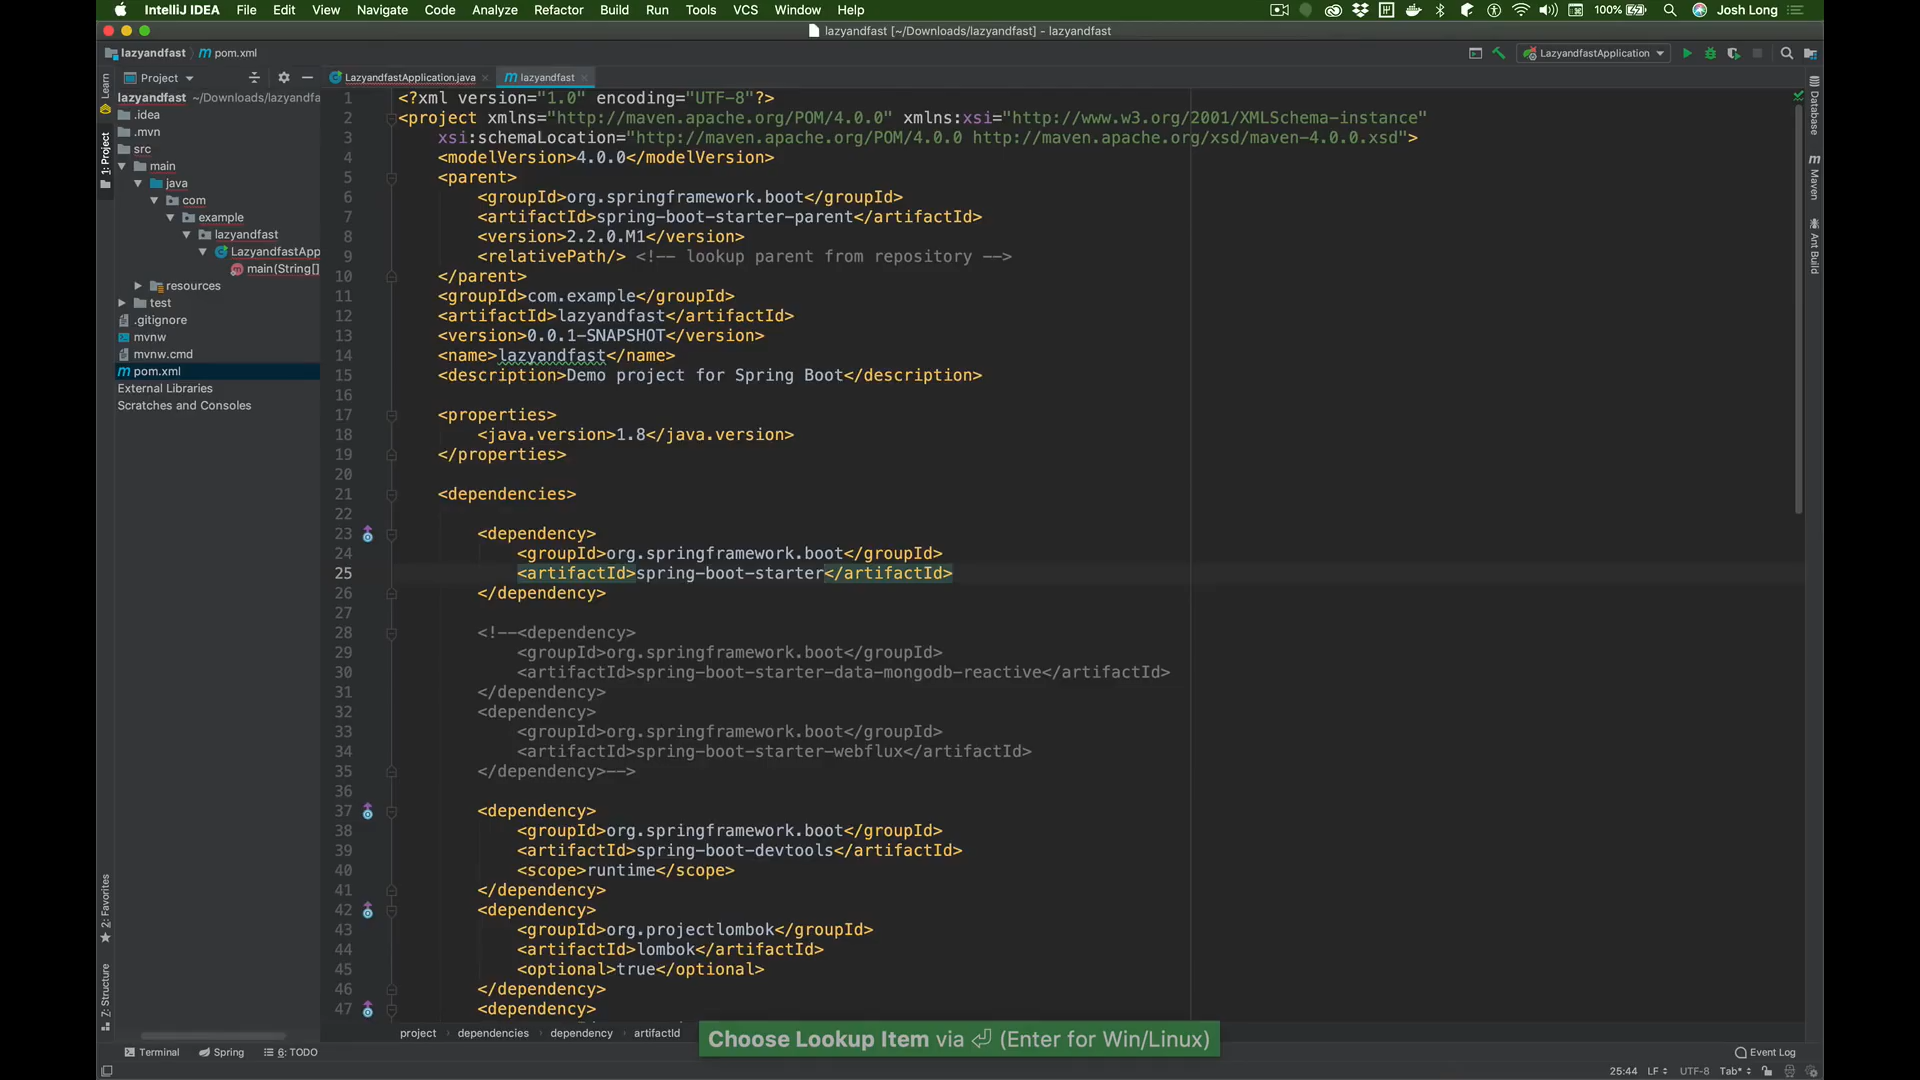 IntelliJ IDEA File Edit View Navigate Code Analyze Refactor Build Run Tools VCS Window Help 100% Josh Long
lazyandfast [~/Downloads/lazyandfast] - lazyandfast
lazyandfast pom.xml LazyandfastApplication
Learn
1: Project
2: Favorites
7: Structure
Project
lazyandfast ~/Downloads/lazyandfa
.idea
.mvn
src
main
java
com
example
lazyandfast
LazyandfastApp
main(String[]
resources
test
.gitignore
mvnw
mvnw.cmd
pom.xml
External Libraries
Scratches and Consoles
LazyandfastApplication.java lazyandfast
1 <?xml version="1.0" encoding="UTF-8"?>
2 <project xmlns="http://maven.apache.org/POM/4.0.0" xmlns:xsi="http://www.w3.org/2001/XMLSchema-instance"
3 xsi:schemaLocation="http://maven.apache.org/POM/4.0.0 http://maven.apache.org/xsd/maven-4.0.0.xsd">
4 <modelVersion>4.0.0</modelVersion>
5 <parent>
6 <groupId>org.springframework.boot</groupId>
7 <artifactId>spring-boot-starter-parent</artifactId>
8 <version>2.2.0.M1</version>
9 <relativePath/> <!-- lookup parent from repository -->
10 </parent>
11 <groupId>com.example</groupId>
12 <artifactId>lazyandfast</artifactId>
13 <version>0.0.1-SNAPSHOT</version>
14 <name>lazyandfast</name>
15 <description>Demo project for Spring Boot</description>
16
17 <properties>
18 <java.version>1.8</java.version>
19 </properties>
20
21 <dependencies>
22
23 <dependency>
24 <groupId>org.springframework.boot</groupId>
25 <artifactId>spring-boot-starter</artifactId>
26 </dependency>
27
28 <!--<dependency>
29 <groupId>org.springframework.boot</groupId>
30 <artifactId>spring-boot-starter-data-mongodb-reactive</artifactId>
31 </dependency>
32 <dependency>
33 <groupId>org.springframework.boot</groupId>
34 <artifactId>spring-boot-starter-webflux</artifactId>
35 </dependency>-->
36
37 <dependency>
38 <groupId>org.springframework.boot</groupId>
39 <artifactId>spring-boot-devtools</artifactId>
40 <scope>runtime</scope>
41 </dependency>
42 <dependency>
43 <groupId>org.projectlombok</groupId>
44 <artifactId>lombok</artifactId>
45 <optional>true</optional>
46 </dependency>
47 <dependency>
Database
Maven
Ant Build
project dependencies dependency artifactId
Choose Lookup Item via ⏎ (Enter for Win/Linux)
Terminal Spring 6: TODO Event Log
25:44 LF UTF-8 Tab*